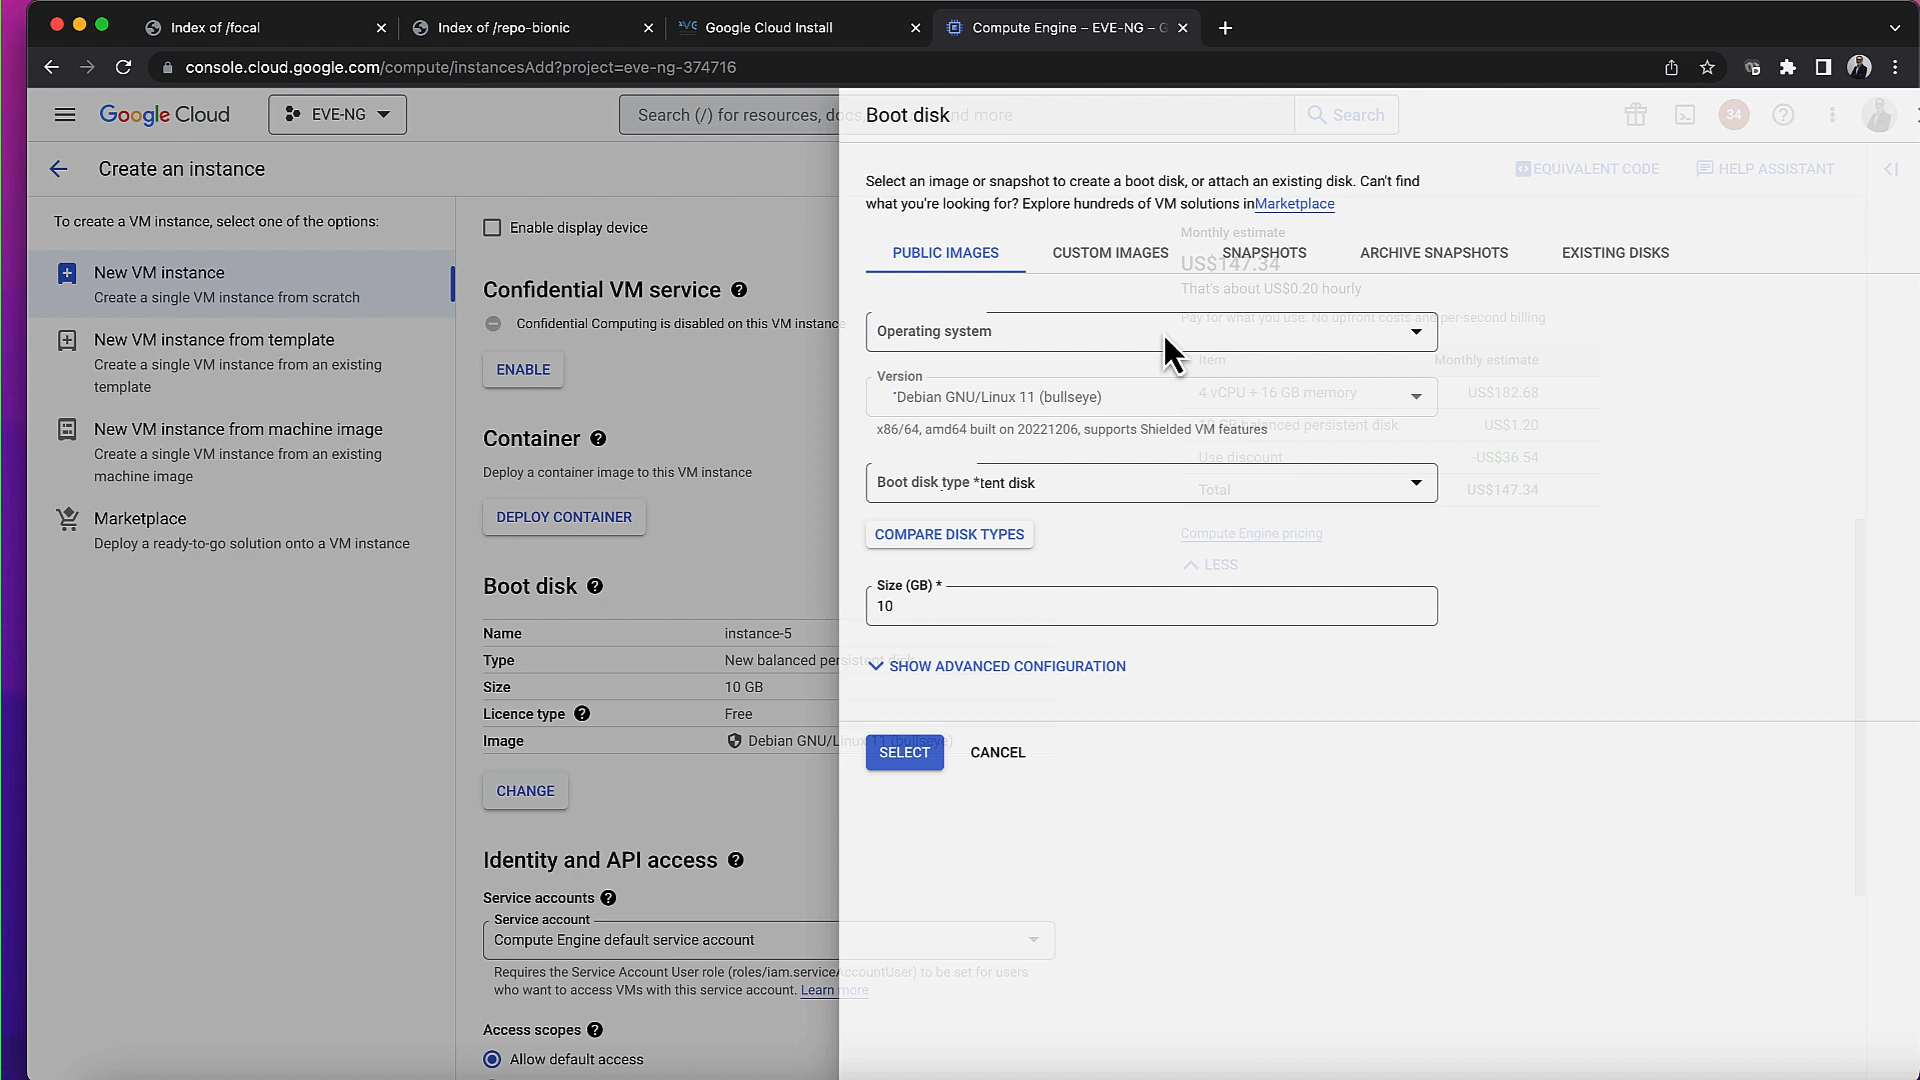 Index of /focal
Index of /repo-bionic
Google Cloud Install
Compute Engine – EVE-NG – G
console.cloud.google.com/compute/instancesAdd?project=eve-ng-374716
Google Cloud
EVE-NG
Search (/) for resources, docs,
and more
Search
34
Boot disk
Create an instance
EQUIVALENT CODE
HELP ASSISTANT
To create a VM instance, select one of the options:
New VM instance
Create a single VM instance from scratch
New VM instance from template
Create a single VM instance from an existing
template
New VM instance from machine image
Create a single VM instance from an existing
machine image
Marketplace
Deploy a ready-to-go solution onto a VM instance
Enable display device
Confidential VM service
Confidential Computing is disabled on this VM instance
ENABLE
Container
Deploy a container image to this VM instance
DEPLOY CONTAINER
Boot disk
Name instance-5
Type New balanced persistent disk
Size 10 GB
Licence type Free
Image Debian GNU/Linux 11 (bullseye)
CHANGE
Identity and API access
Service accounts
Service account
Compute Engine default service account
Requires the Service Account User role (roles/iam.serviceAccountUser) to be set for users
who want to access VMs with this service account. Learn more
Access scopes
Allow default access
Select an image or snapshot to create a boot disk, or attach an existing disk. Can't find
what you're looking for? Explore hundreds of VM solutions in Marketplace
PUBLIC IMAGES
CUSTOM IMAGES
SNAPSHOTS
ARCHIVE SNAPSHOTS
EXISTING DISKS
Operating system
Version
Debian GNU/Linux 11 (bullseye)
x86/64, amd64 built on 20221206, supports Shielded VM features
Boot disk type *
tent disk
COMPARE DISK TYPES
Size (GB) *
10
SHOW ADVANCED CONFIGURATION
SELECT
CANCEL
Monthly estimate
US$147.34
That's about US$0.20 hourly
Pay for what you use: No upfront costs and per-second billing
Item Monthly estimate
4 vCPU + 16 GB memory US$182.68
10 GB balanced persistent disk US$1.20
Use discount -US$36.54
Total US$147.34
Compute Engine pricing
LESS